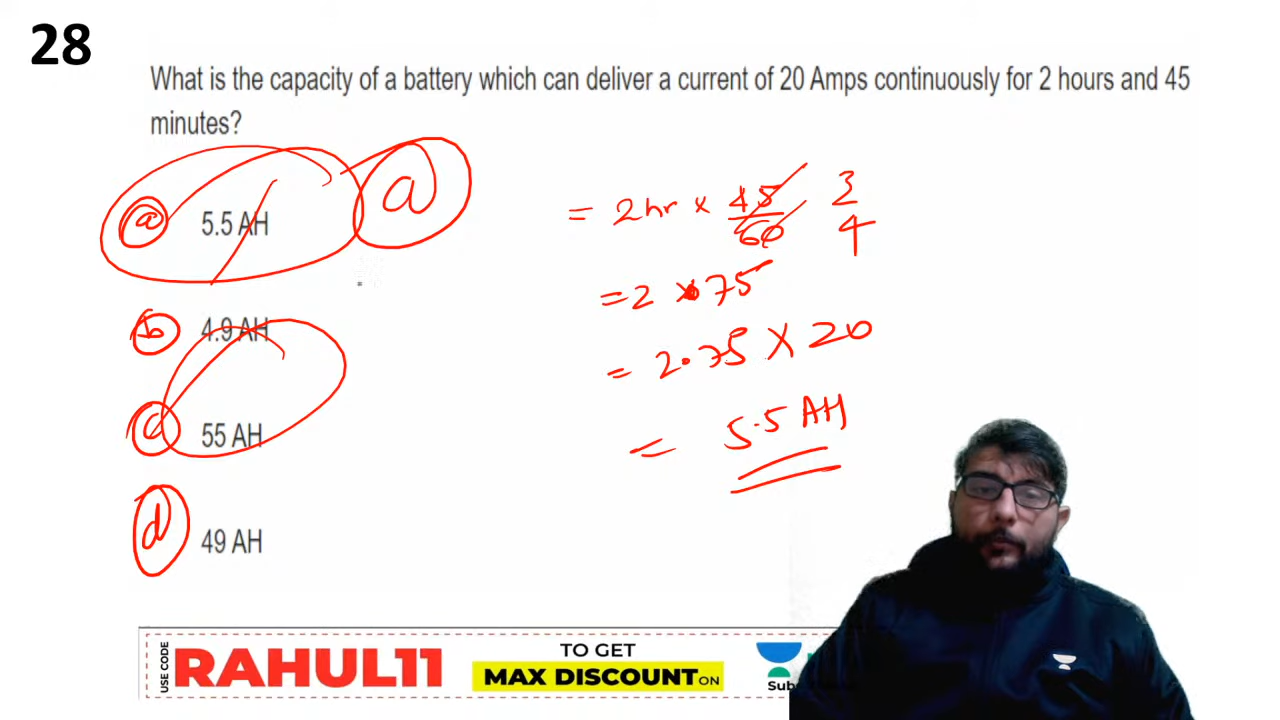 28
What is the capacity of a battery which can deliver a current of 20 Amps continuously for 2 hours and 45
minutes?
a 5.5 AH
a
b 4.9 AH
c 55 AH
d 49 AH
= 2hr × 45/60 3/4
= 2 . 75
= 2.75 × 20
= 5.5 AH
USE CODE
RAHUL11
TO GET
MAX DISCOUNT ON